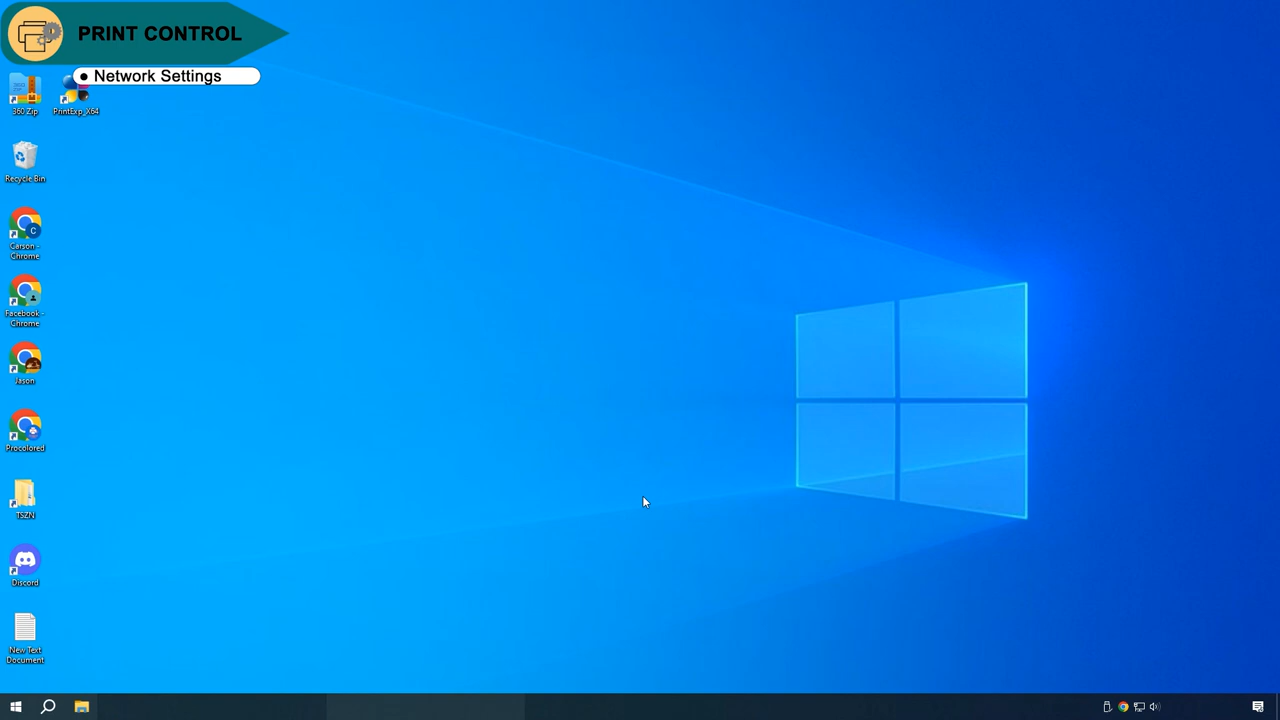 PRINT CONTROL
● Network Settings
360 Zip
PrintExp_X64
Recycle Bin
Carson -
Chrome
Facebook -
Chrome
Jason
Procolored
TSZN
Discord
New Text
Document